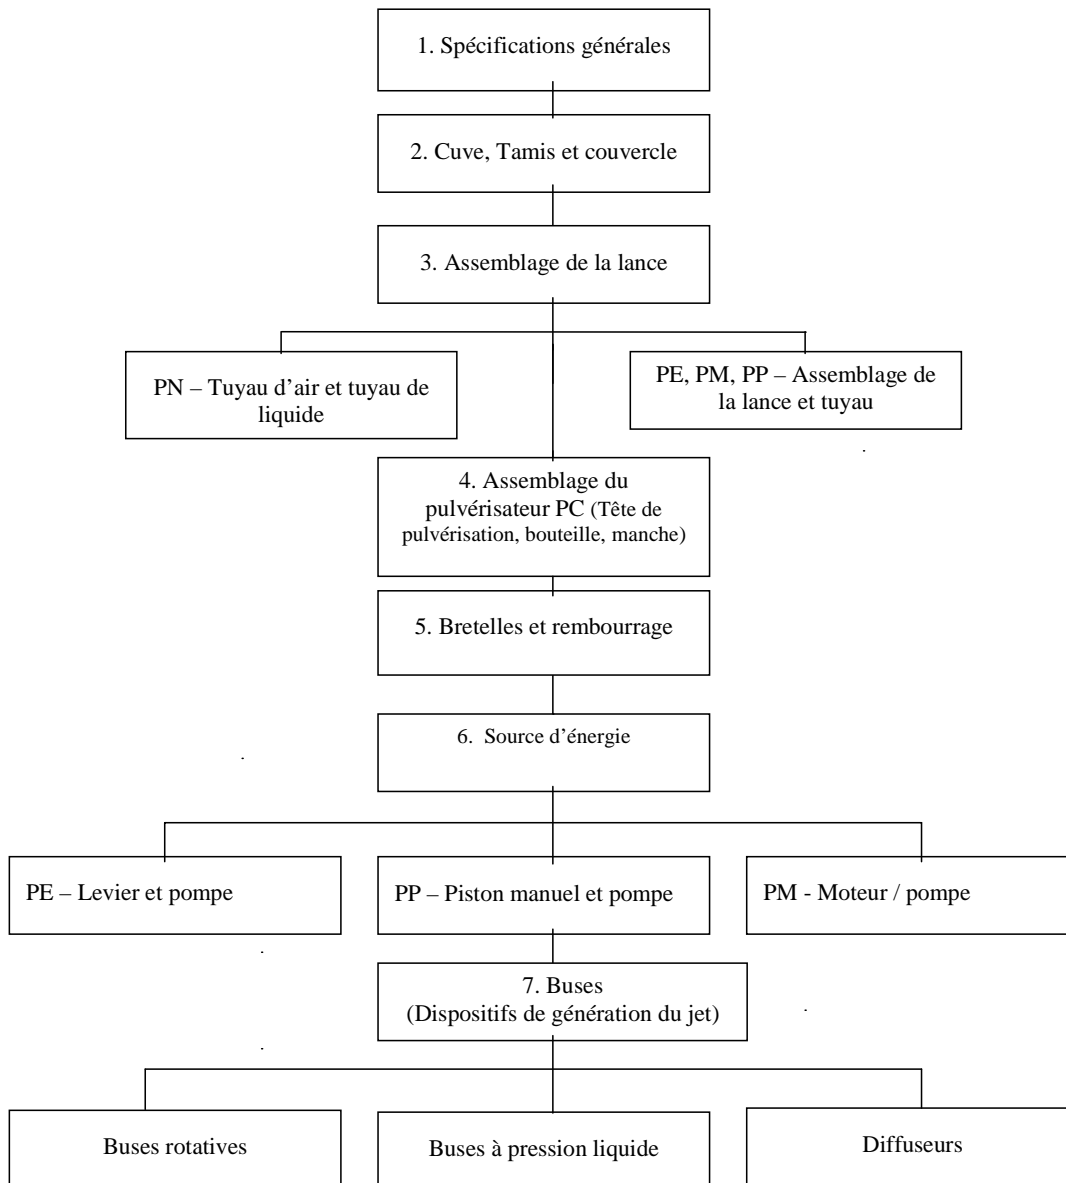 1. Spécifications générales
2. Cuve, Tamis et couvercle
3. Assemblage de la lance
PN – Tuyau d'air et tuyau de
liquide
PE, PM, PP – Assemblage de
la lance et tuyau
4. Assemblage du
pulvérisateur PC (Tête de
pulvérisation, bouteille, manche)
5. Bretelles et rembourrage
6. Source d'énergie
PE – Levier et pompe
PP – Piston manuel et pompe
PM - Moteur / pompe
7. Buses
(Dispositifs de génération du jet)
Buses rotatives
Buses à pression liquide
Diffuseurs